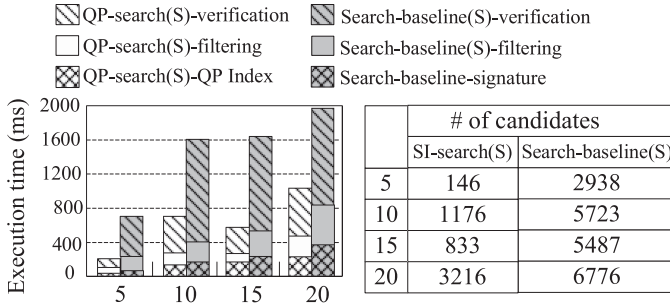 QP-search(S)-verification
Search-baseline(S)-verification
QP-search(S)-filtering
Search-baseline(S)-filtering
QP-search(S)-QP Index
Search-baseline-signature
Execution time (ms)
2000
1600
1200
800
400
0
5 10 15 20
# of candidates
SI-search(S) Search-baseline(S)
5 146 2938
10 1176 5723
15 833 5487
20 3216 6776